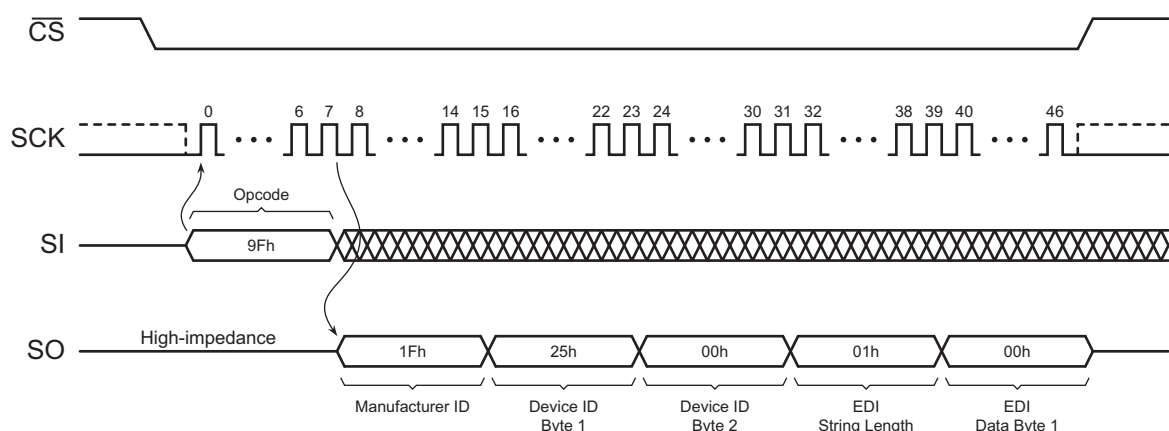 CS
0 6 7 8 14 15 16 22 23 24 30 31 32 38 39 40 46
SCK
Opcode
SI
9Fh
High-impedance
SO
1Fh 25h 00h 01h 00h
Manufacturer ID Device ID Device ID EDI EDI
Byte 1 Byte 2 String Length Data Byte 1